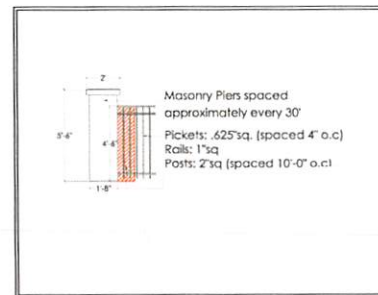 2'
Masonry Piers spaced
approximately every 30'
5'-6"
4'-6"
Pickets: .625"sq. (spaced 4" o.c)
Rails: 1"sq
Posts: 2"sq (spaced 10'-0" o.c)
1'-8"